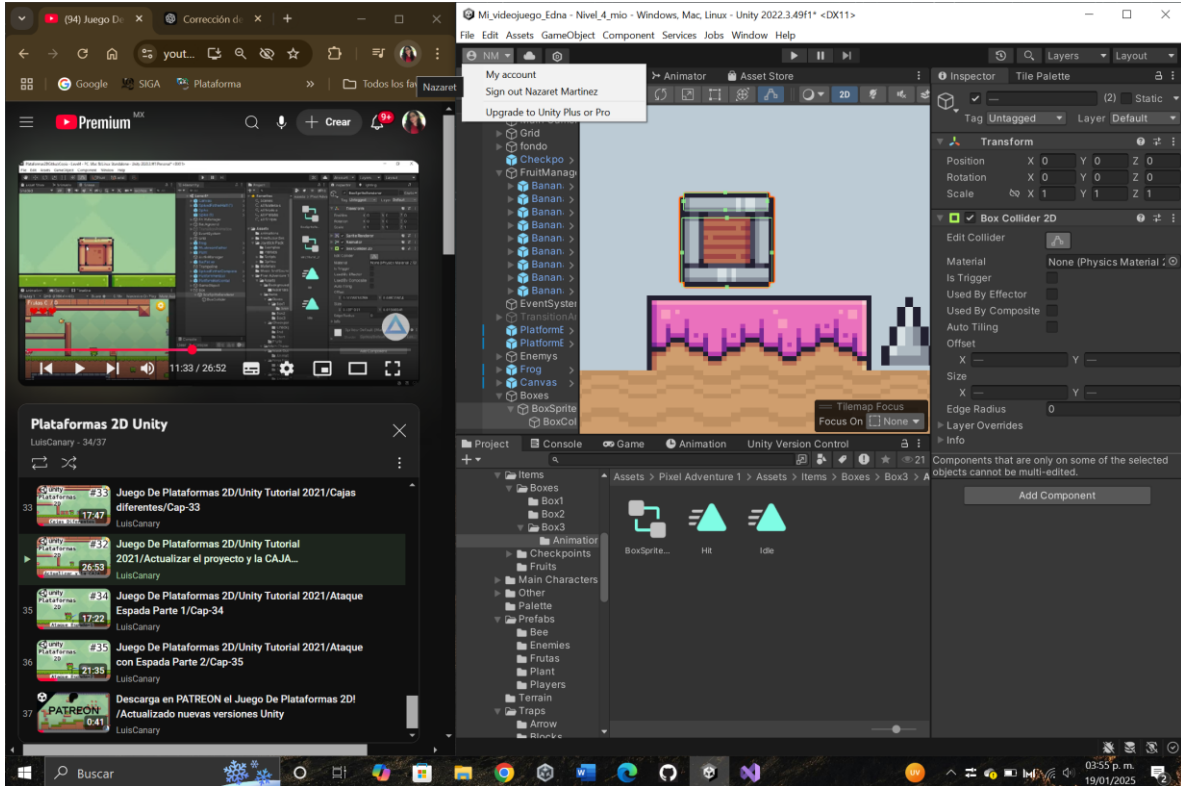 (94) Juego De
Corrección de
yout...
Google
SIGA
Plataforma
»
Todos los fav
Nazaret
Premium MX
Crear
9+
11:33 / 26:52
Plataformas 2D Unity
LuisCanary - 34/37
33
#33
17:47
Juego De Plataformas 2D/Unity Tutorial 2021/Cajas
diferentes/Cap-33
LuisCanary
#32
26:53
Juego De Plataformas 2D/Unity Tutorial
2021/Actualizar el proyecto y la CAJA...
LuisCanary
35
#34
17:22
Juego De Plataformas 2D/Unity Tutorial 2021/Ataque
Espada Parte 1/Cap-34
LuisCanary
36
#35
21:35
Juego De Plataformas 2D/Unity Tutorial 2021/Ataque
con Espada Parte 2/Cap-35
LuisCanary
37
PATREON
0:41
Descarga en PATREON el Juego De Plataformas 2D!
/Actualizado nuevas versiones Unity
LuisCanary
Mi_videojuego_Edna - Nivel_4_mio - Windows, Mac, Linux - Unity 2022.3.49f1* <DX11>
File Edit Assets GameObject Component Services Jobs Window Help
NM
Layers
Layout
My account
Sign out Nazaret Martinez
Upgrade to Unity Plus or Pro
Animator
Asset Store
2D
Grid
fondo
Checkpo
FruitManage
Banan
Banan
Banan
Banan
Banan
Banan
Banan
Banan
Banan
EventSyster
TransitionAr
PlatformE
PlatformE
Enemys
Frog
Canvas
Boxes
BoxSprite
BoxCol
Tilemap Focus
Focus On
None
Inspector
Tile Palette
—
(2)
Static
Tag Untagged
Layer Default
Transform
Position X 0 Y 0 Z 0
Rotation X 0 Y 0 Z 0
Scale X 1 Y 1 Z 1
Box Collider 2D
Edit Collider
Material None (Physics Material 2
Is Trigger
Used By Effector
Used By Composite
Auto Tiling
Offset
X — Y —
Size
X — Y —
Edge Radius 0
Layer Overrides
Info
Components that are only on some of the selected
objects cannot be multi-edited.
Add Component
Project
Console
Game
Animation
Unity Version Control
21
Items
Boxes
Box1
Box2
Box3
Animation
Checkpoints
Fruits
Main Characters
Other
Palette
Prefabs
Bee
Enemies
Frutas
Plant
Players
Terrain
Traps
Arrow
Blocks
Assets > Pixel Adventure 1 > Assets > Items > Boxes > Box3 > A
BoxSprite...
Hit
Idle
Buscar
UV
03:55 p. m.
19/01/2025
2